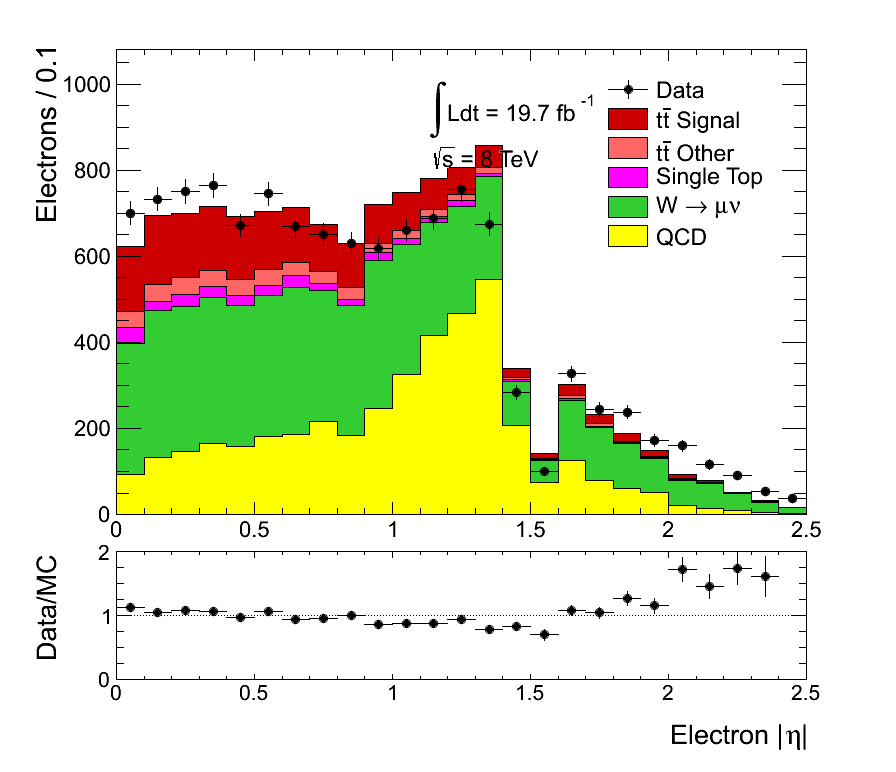 Electrons / 0.1
1000
800
600
400
200
0
0 0.5 1 1.5 2 2.5
∫Ldt = 19.7 fb⁻¹
√s = 8 TeV
Data
tt̄ Signal
tt̄ Other
Single Top
W → μν
QCD
Data/MC
2
1
0
0 0.5 1 1.5 2 2.5
Electron |η|